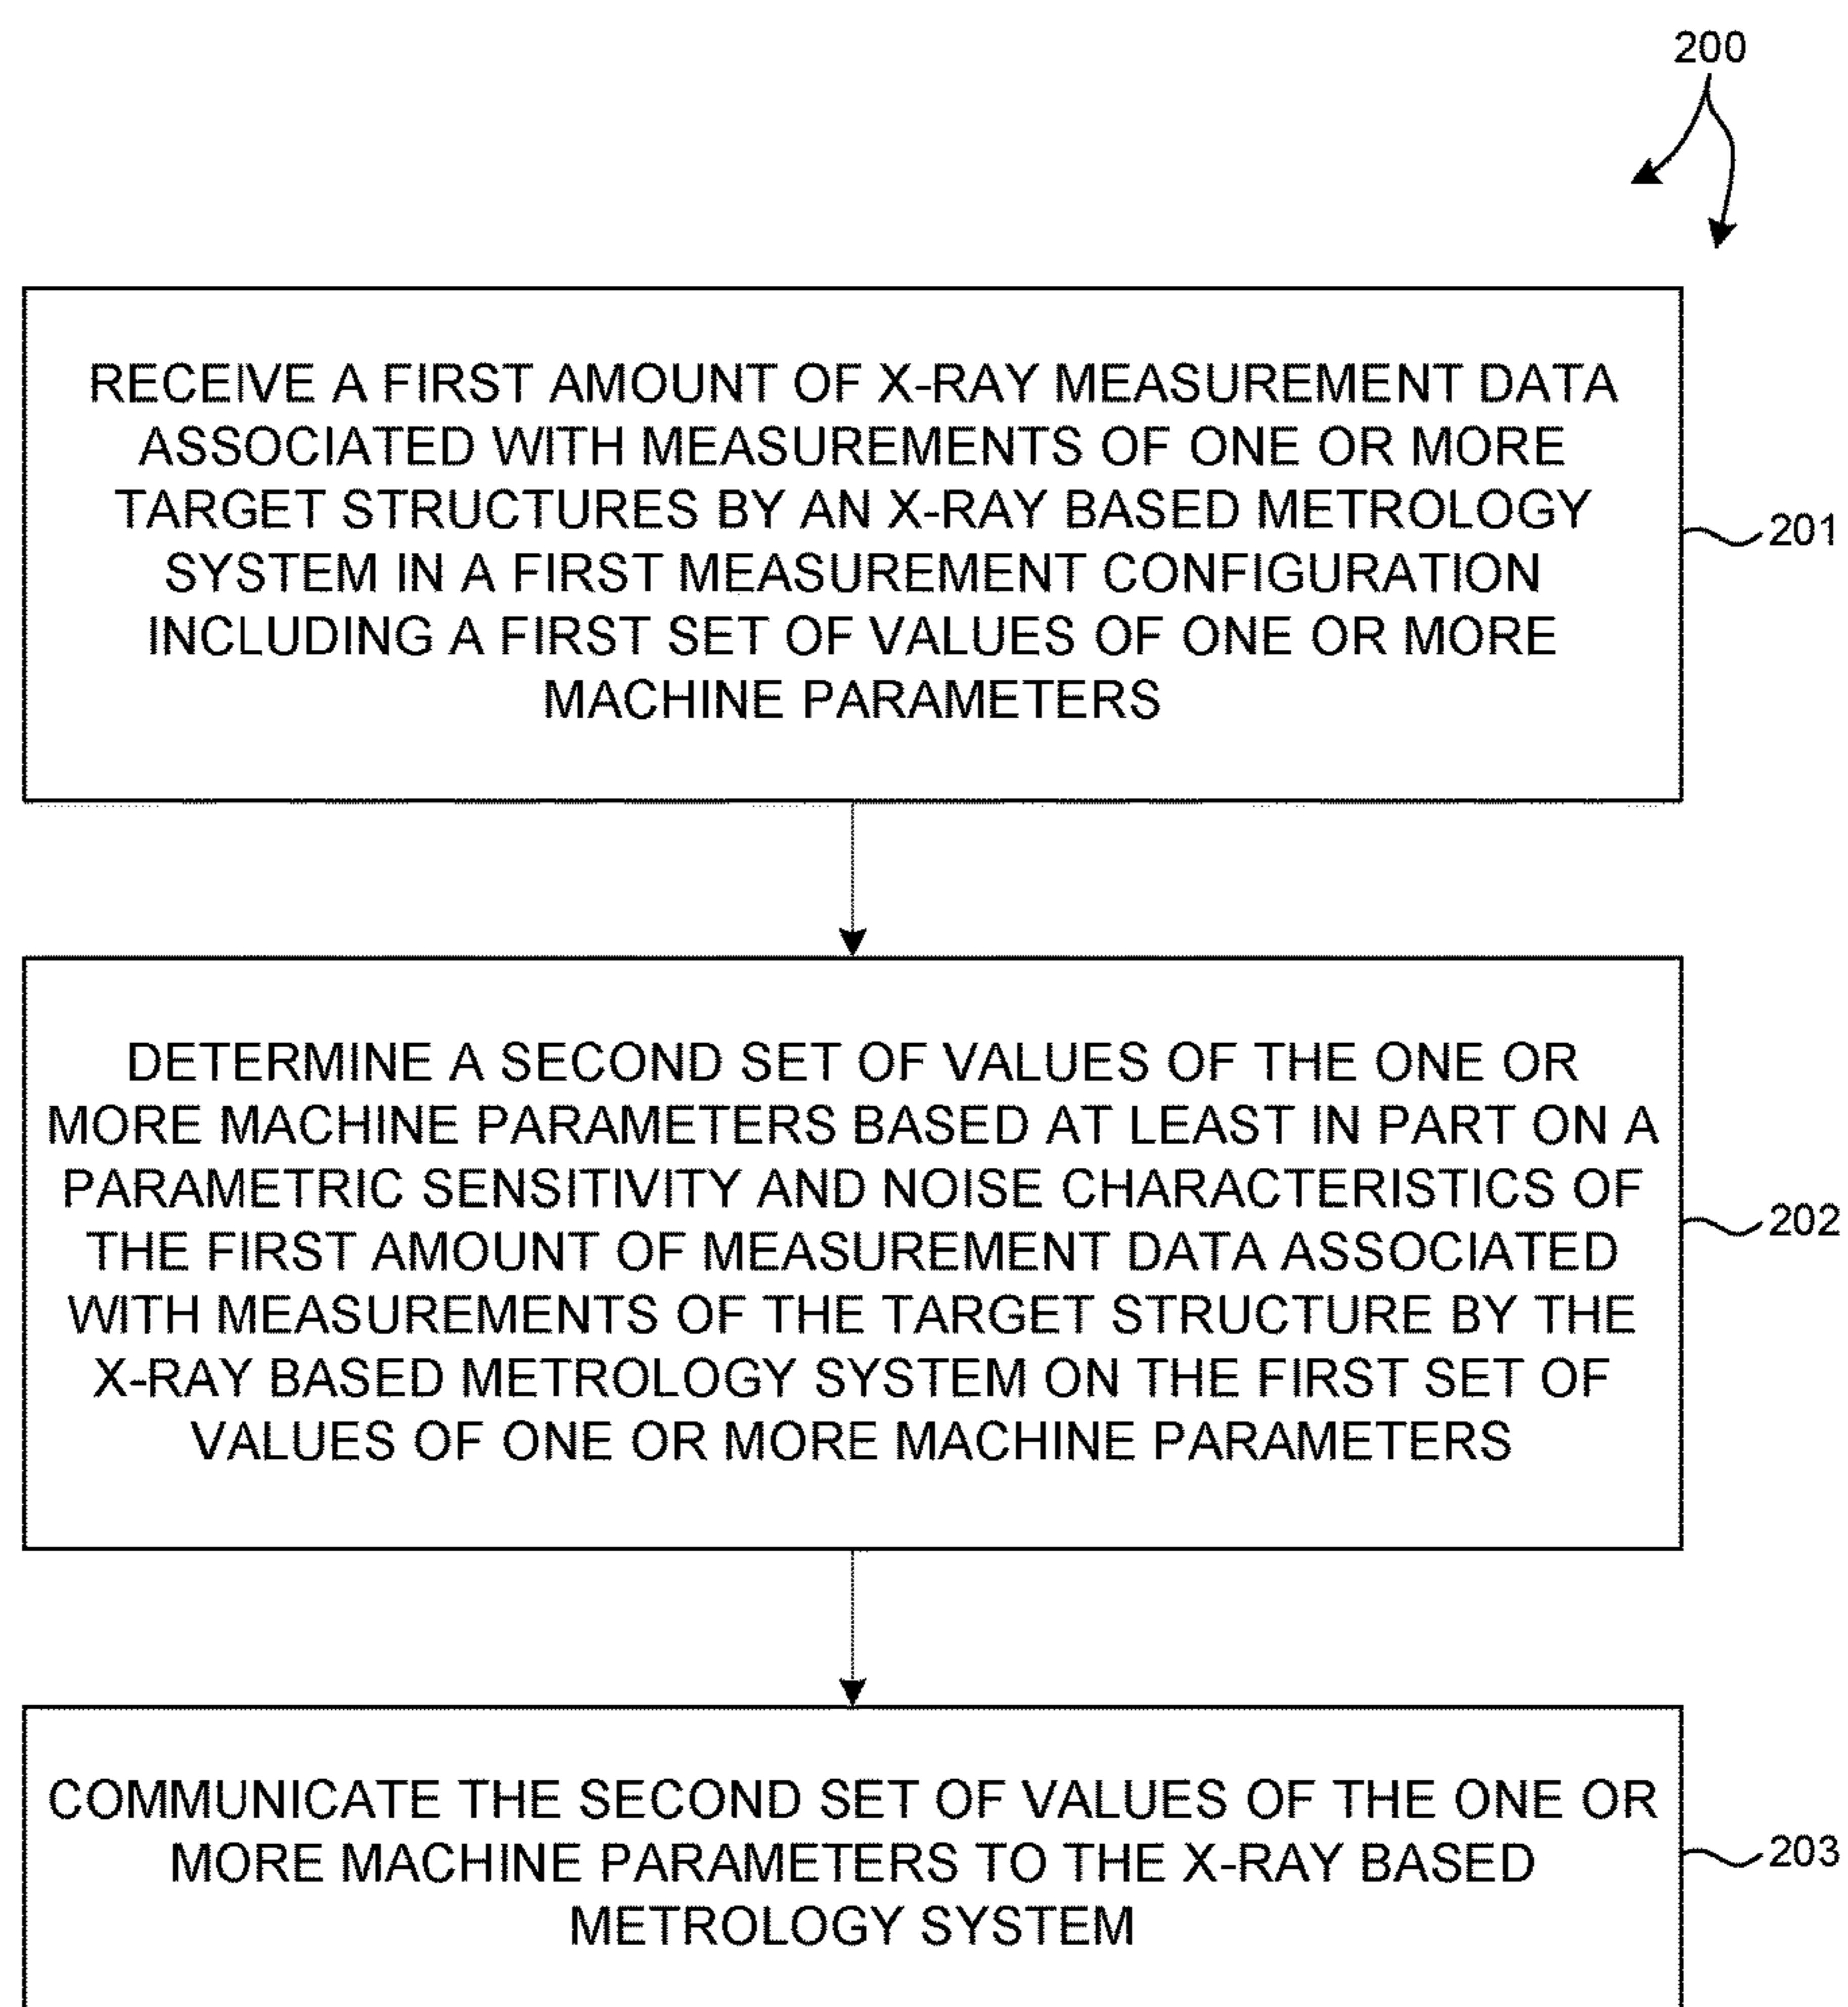 200
RECEIVE A FIRST AMOUNT OF X-RAY MEASUREMENT DATA
ASSOCIATED WITH MEASUREMENTS OF ONE OR MORE
TARGET STRUCTURES BY AN X-RAY BASED METROLOGY
SYSTEM IN A FIRST MEASUREMENT CONFIGURATION
INCLUDING A FIRST SET OF VALUES OF ONE OR MORE
MACHINE PARAMETERS
201
DETERMINE A SECOND SET OF VALUES OF THE ONE OR
MORE MACHINE PARAMETERS BASED AT LEAST IN PART ON A
PARAMETRIC SENSITIVITY AND NOISE CHARACTERISTICS OF
THE FIRST AMOUNT OF MEASUREMENT DATA ASSOCIATED
WITH MEASUREMENTS OF THE TARGET STRUCTURE BY THE
X-RAY BASED METROLOGY SYSTEM ON THE FIRST SET OF
VALUES OF ONE OR MORE MACHINE PARAMETERS
202
COMMUNICATE THE SECOND SET OF VALUES OF THE ONE OR
MORE MACHINE PARAMETERS TO THE X-RAY BASED
METROLOGY SYSTEM
203